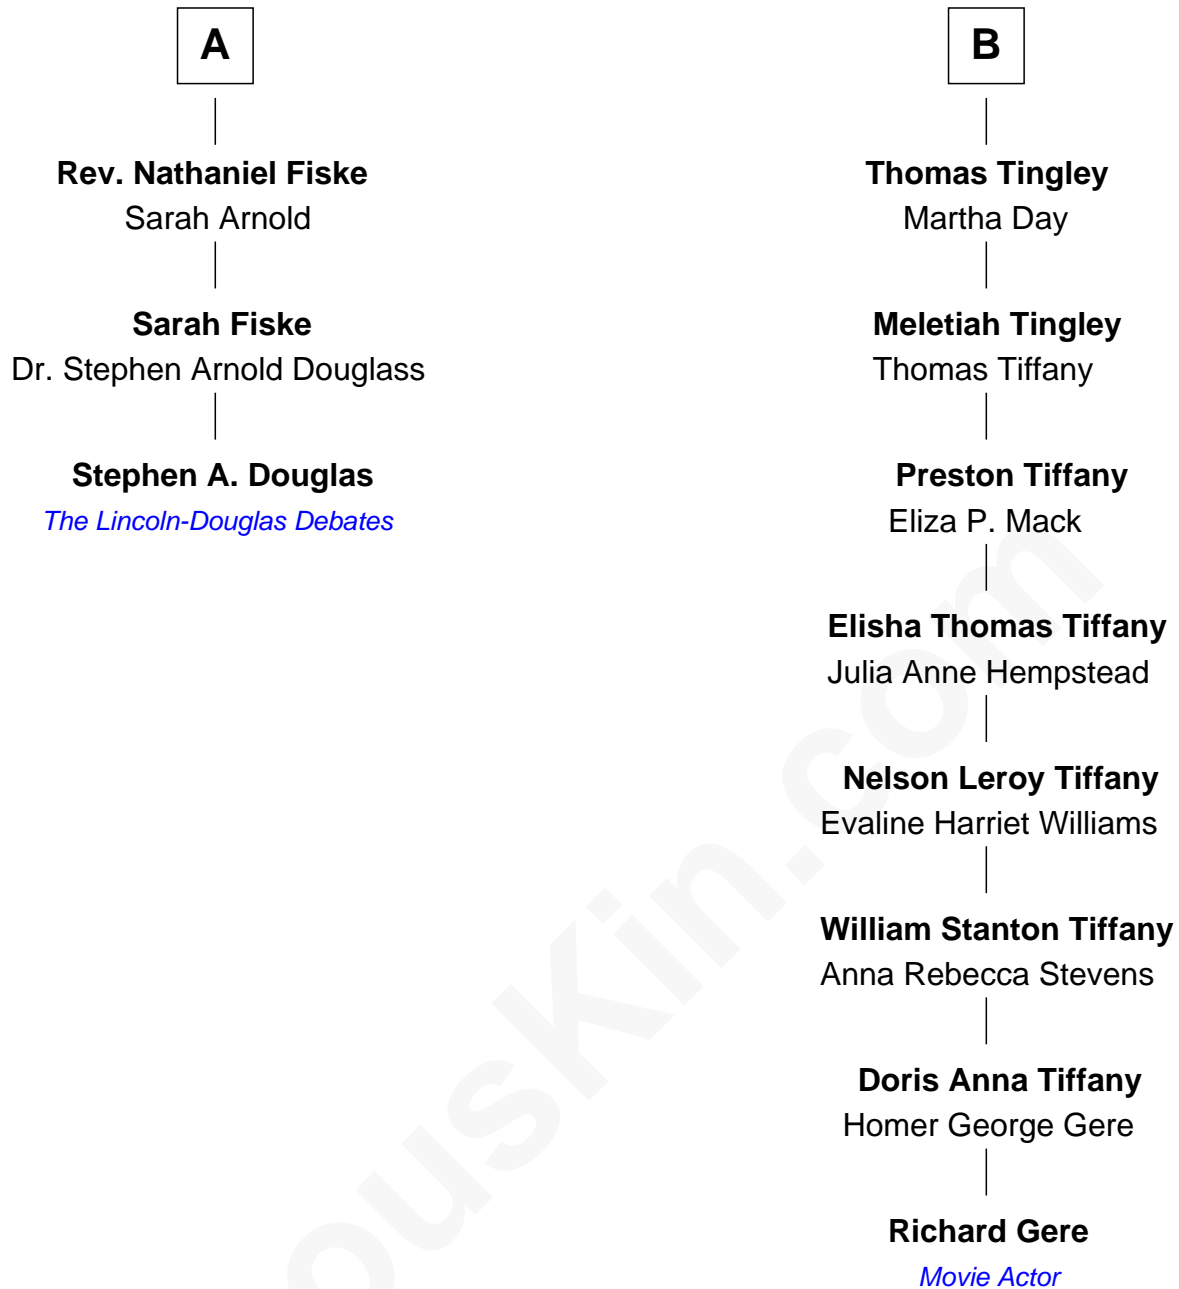 A
Rev. Nathaniel Fiske
Sarah Arnold
Sarah Fiske
Dr. Stephen Arnold Douglass
Stephen A. Douglas
The Lincoln-Douglas Debates
B
Thomas Tingley
Martha Day
Meletiah Tingley
Thomas Tiffany
Preston Tiffany
Eliza P. Mack
Elisha Thomas Tiffany
Julia Anne Hempstead
Nelson Leroy Tiffany
Evaline Harriet Williams
William Stanton Tiffany
Anna Rebecca Stevens
Doris Anna Tiffany
Homer George Gere
Richard Gere
Movie Actor
ousKin.com